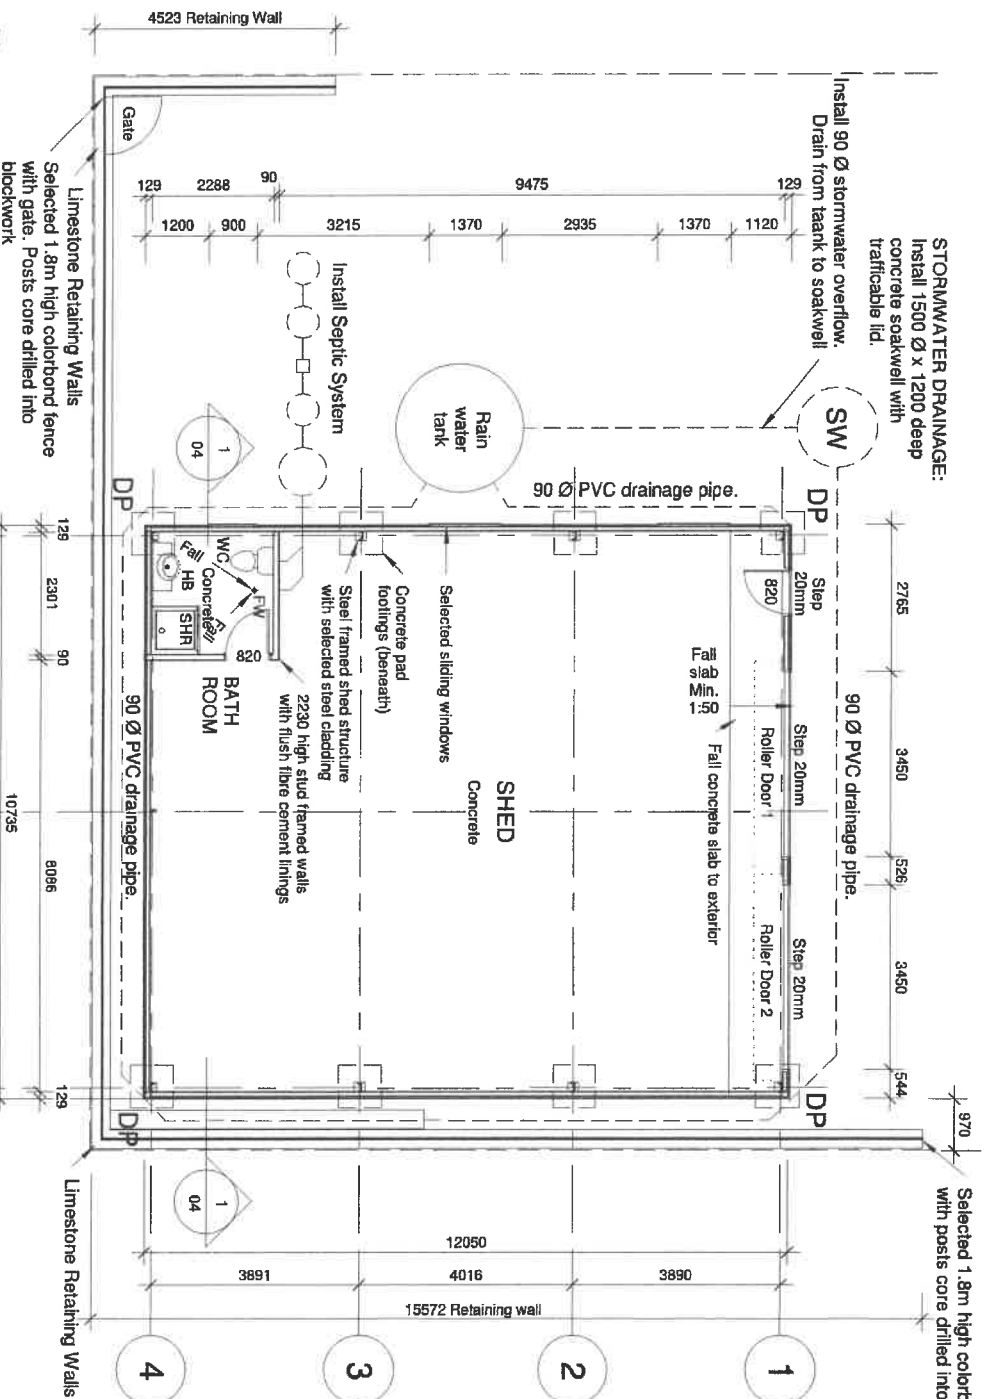 4523 Retaining Wall
Gate
Limestone Retaining Walls
Selected 1.8m high colorbond fence
with gate. Posts core drilled into
blockwork
129
2288
90
9475
129
1200
900
3215
1370
2935
1370
1120
STORMWATER DRAINAGE:
Install 1500 Ø x 1200 deep
concrete soakwell with
trafficable lid.
Install 90 Ø stormwater overflow.
Drain from taank to soakwell
SW
Rain
water
tank
Install Septic System
1
04
90 Ø PVC drainage pipe.
DP
DP
129
2301
90
8086
129
10735
2765
3450
526
3450
544
970
Step
20mm
820
Step 20mm
Step 20mm
Roller Door 1
Roller Door 2
90 Ø PVC drainage pipe.
Fall
slab
Min.
1:50
Fall concrete slab to exterior
Selected sliding windows
Concrete pad
footings (beneath)
Steel framed shed structure
with selected steel cladding
2230 high stud framed walls
with flush fibre cement linings
SHED
Concrete
WC
HB
Fall
Concrete
Fall
FW
SHR
820
BATH
ROOM
90 Ø PVC drainage pipe.
DP
DP
1
04
12050
3891
4016
3890
15572 Retaining wall
Selected 1.8m high
with posts core drilled into
Limestone Retaining Walls
4
3
2
1